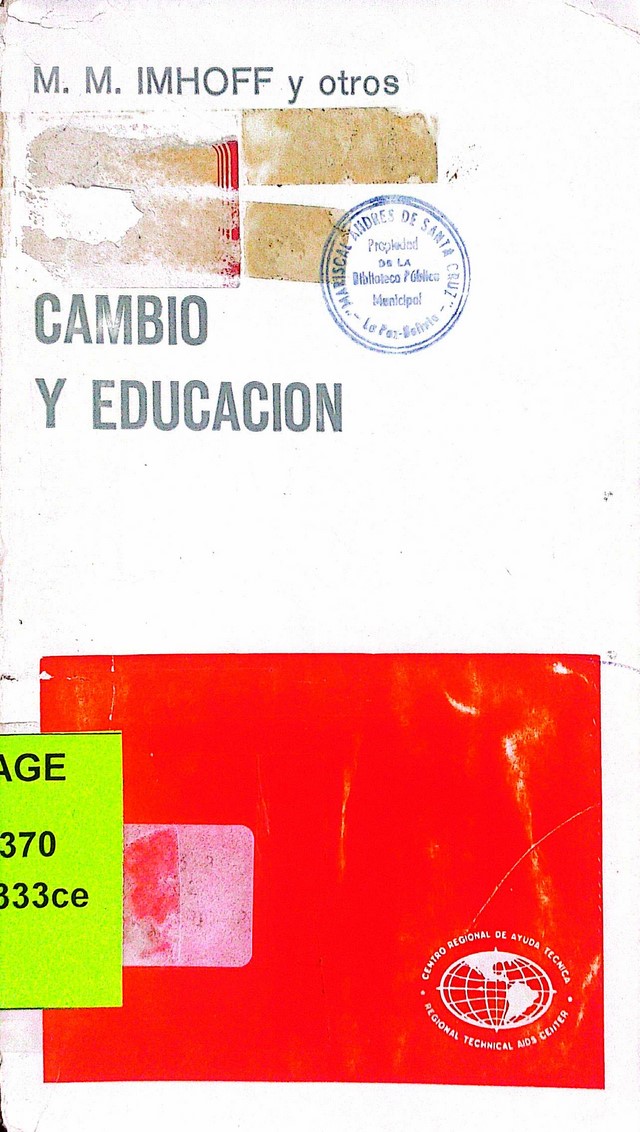 M. M. IMHOFF y otros
"MARISCAL ANDRES DE SANTA CRUZ"
Propiedad
DE LA
Biblioteca Pública
Municipal
La Paz-Bolivia
CAMBIO
Y EDUCACION
AGE
370
333ce
CENTRO REGIONAL DE AYUDA TECNICA
REGIONAL TECHNICAL AIDS CENTER